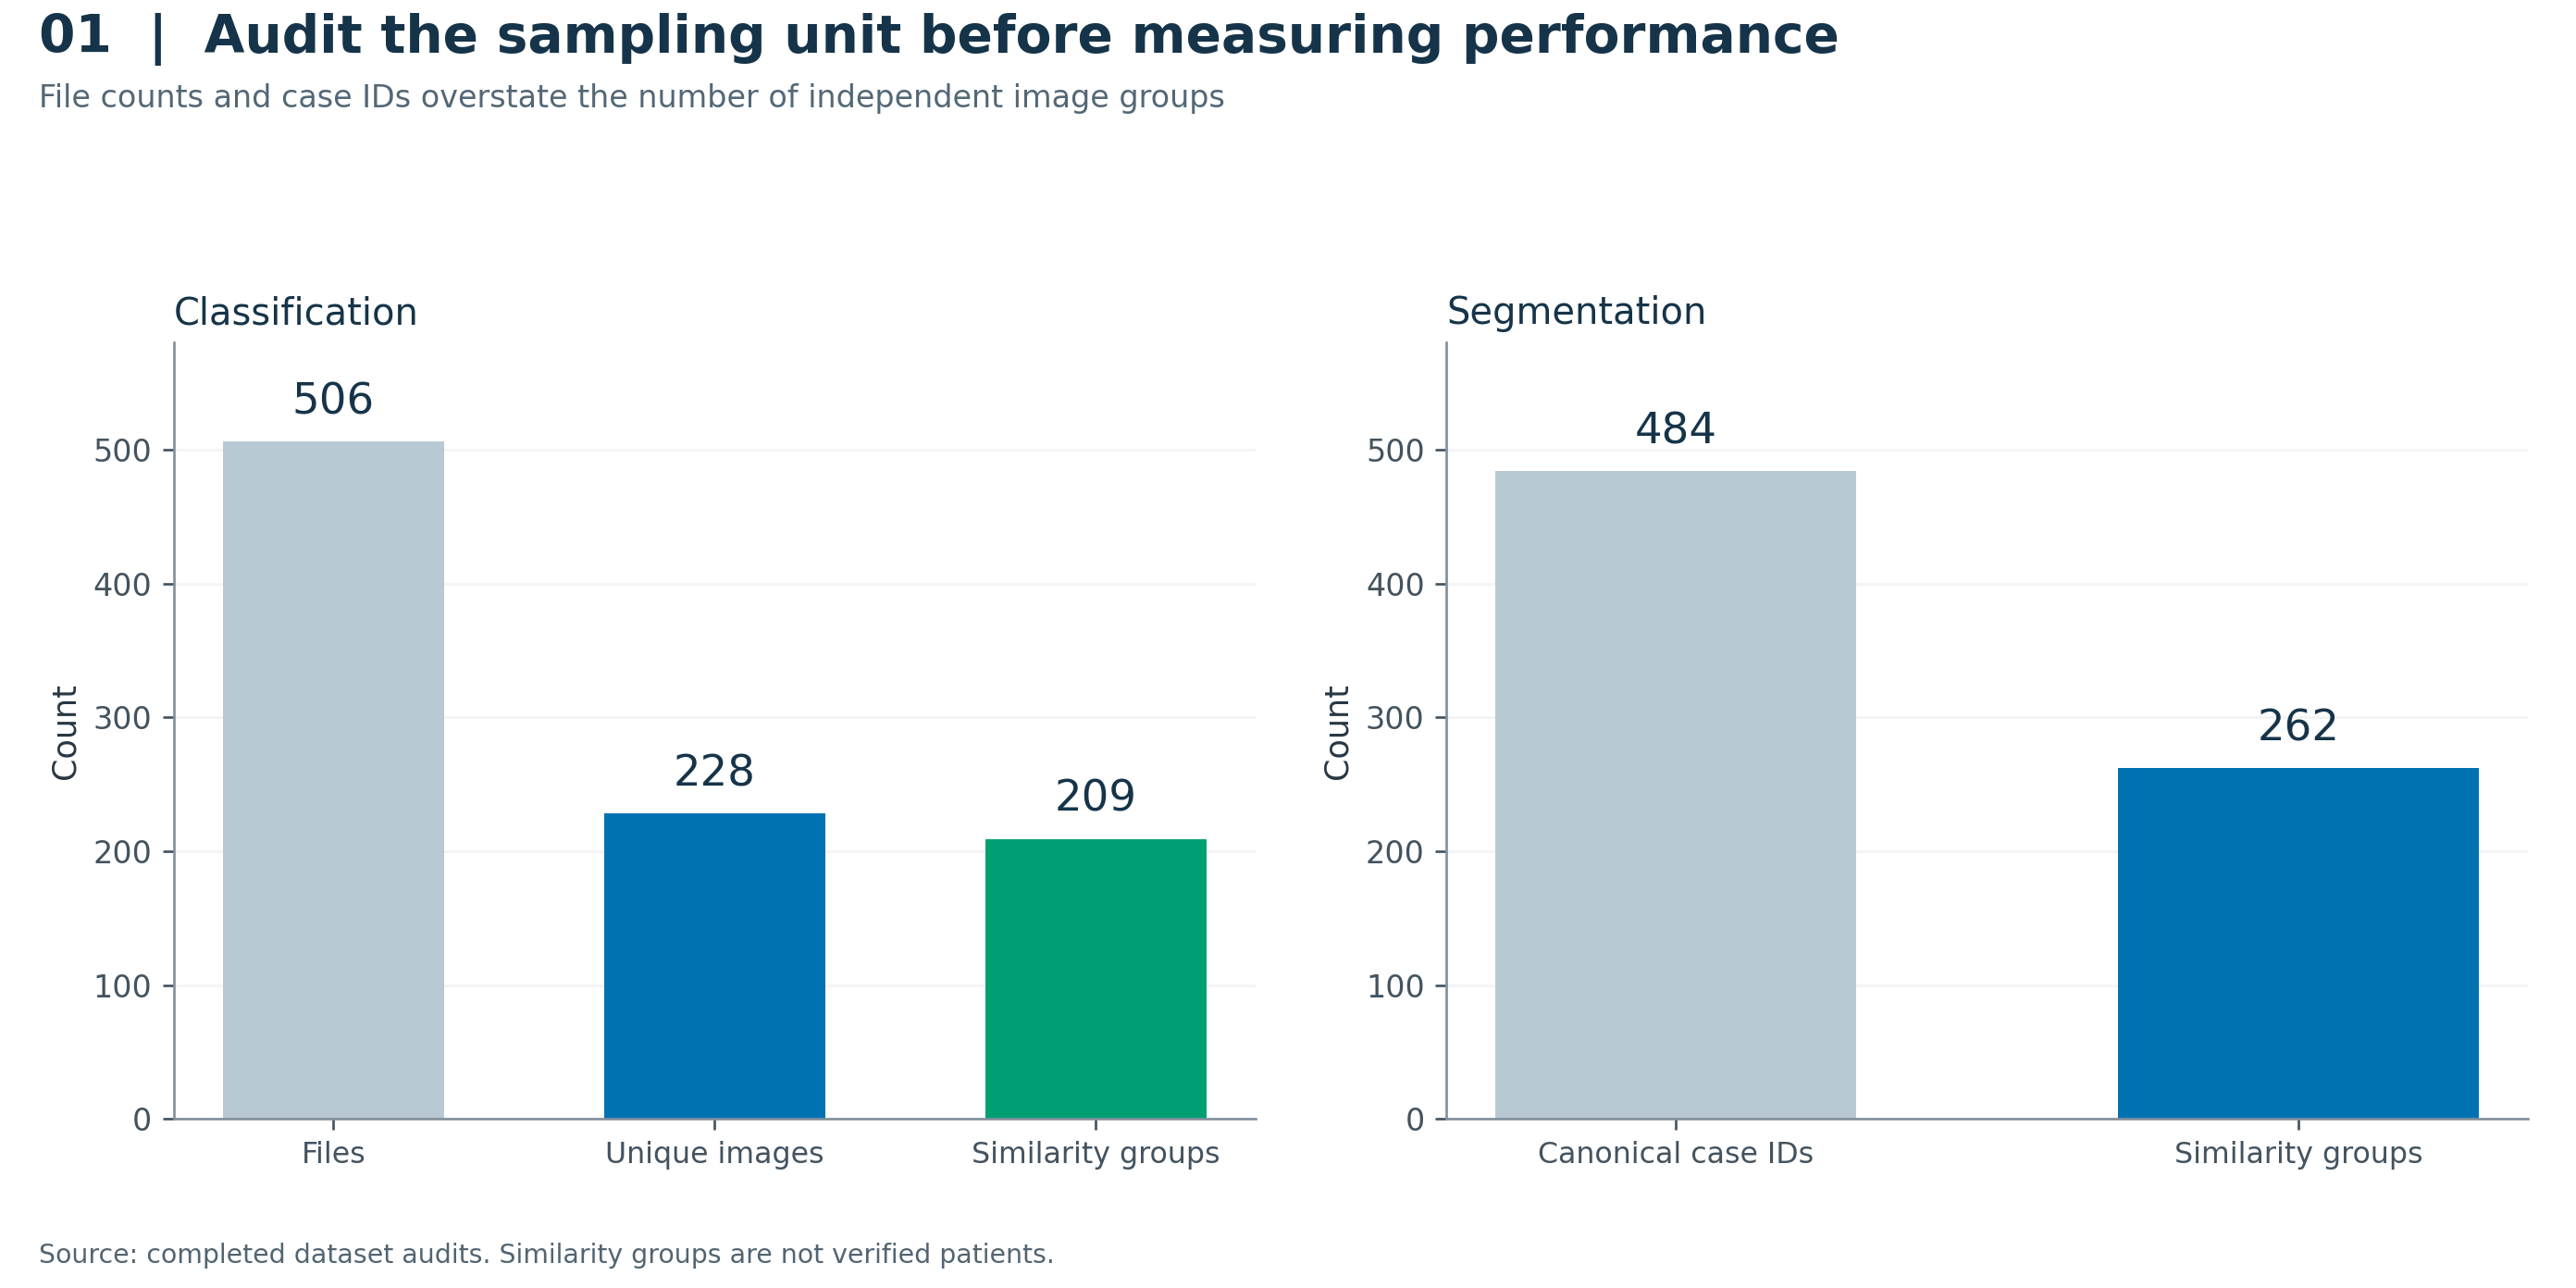 01 | Audit the sampling unit before measuring performance
File counts and case IDs overstate the number of independent image groups
Classification
506
228
209
500
400
300
200
100
0
Count
Files
Unique images
Similarity groups
Segmentation
484
262
500
400
300
200
100
0
Count
Canonical case IDs
Similarity groups
Source: completed dataset audits. Similarity groups are not verified patients.